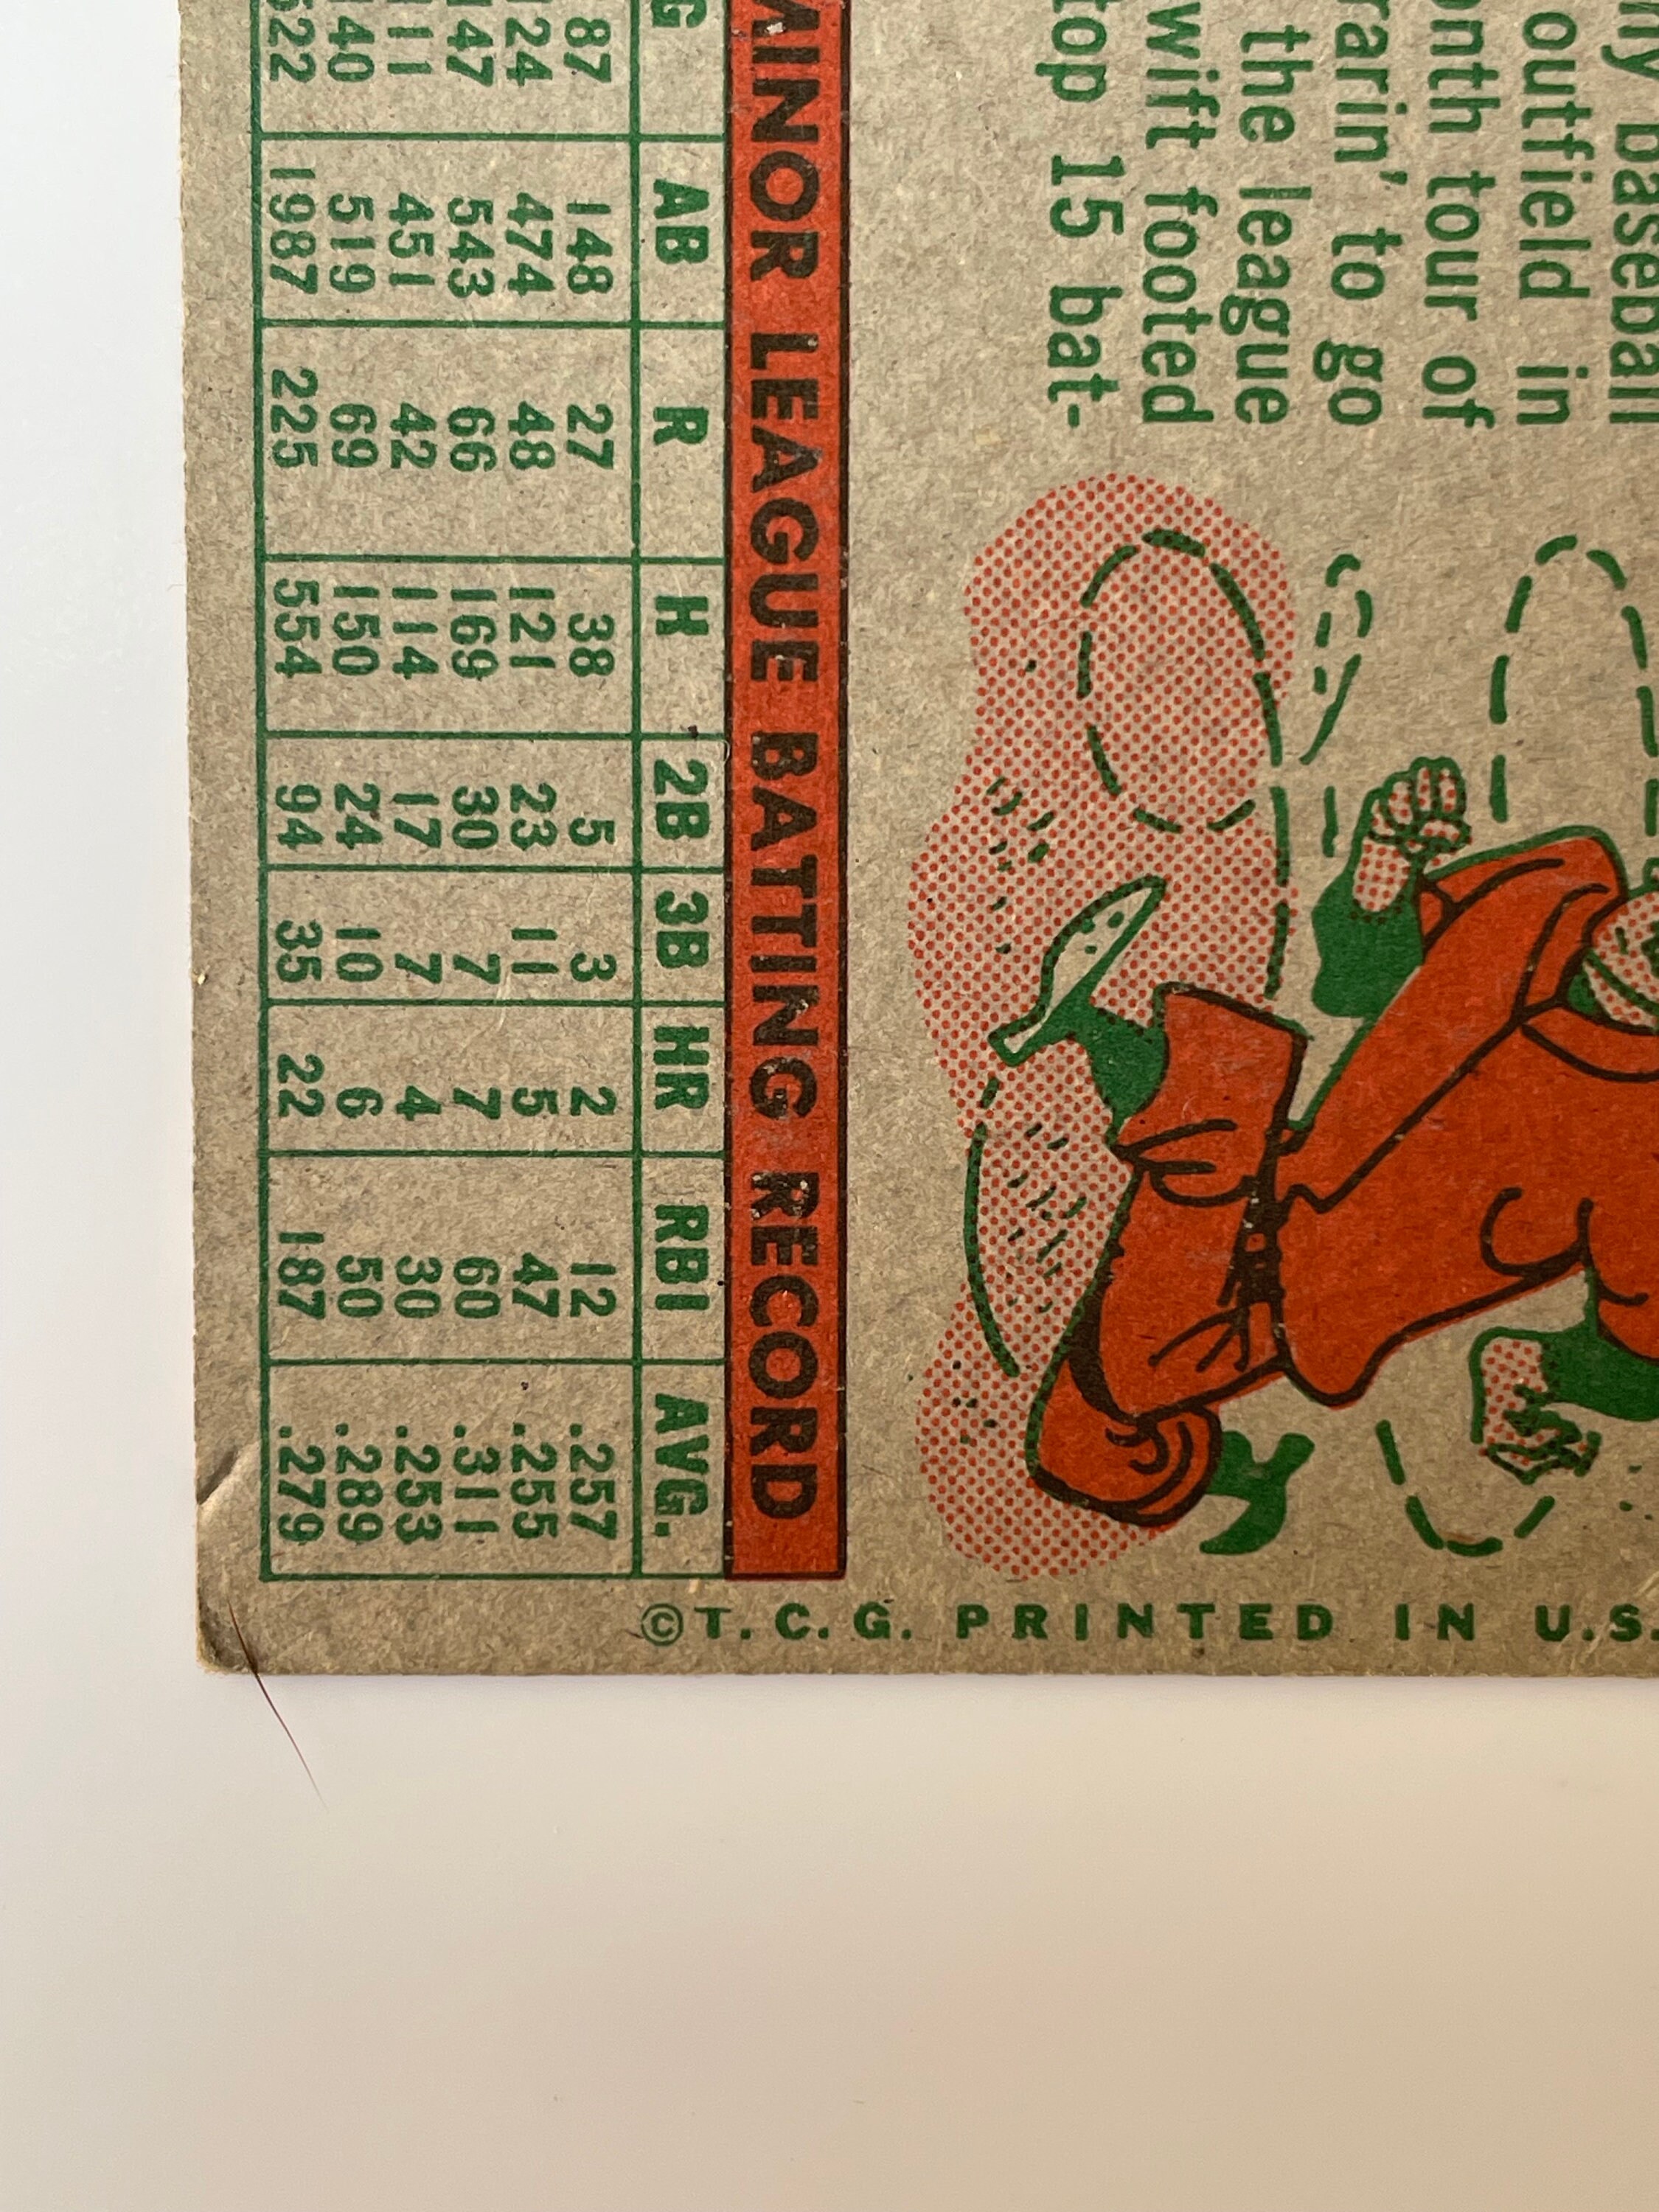 my baseball
outfield in
onth tour of
rarin' to go
the league
wift footed
top 15 bat-
MINOR LEAGUE BATTING RECORD
G AB R H 2B 3B HR RBI AVG.
87 148 27 38 5 3 2 12 .257
124 474 48 121 23 11 5 47 .255
147 543 66 169 30 7 7 60 .311
111 451 42 114 17 7 4 30 .253
140 519 69 150 24 10 6 50 .289
622 1987 225 554 94 35 22 187 .279
©T. C. G. PRINTED IN U.S.